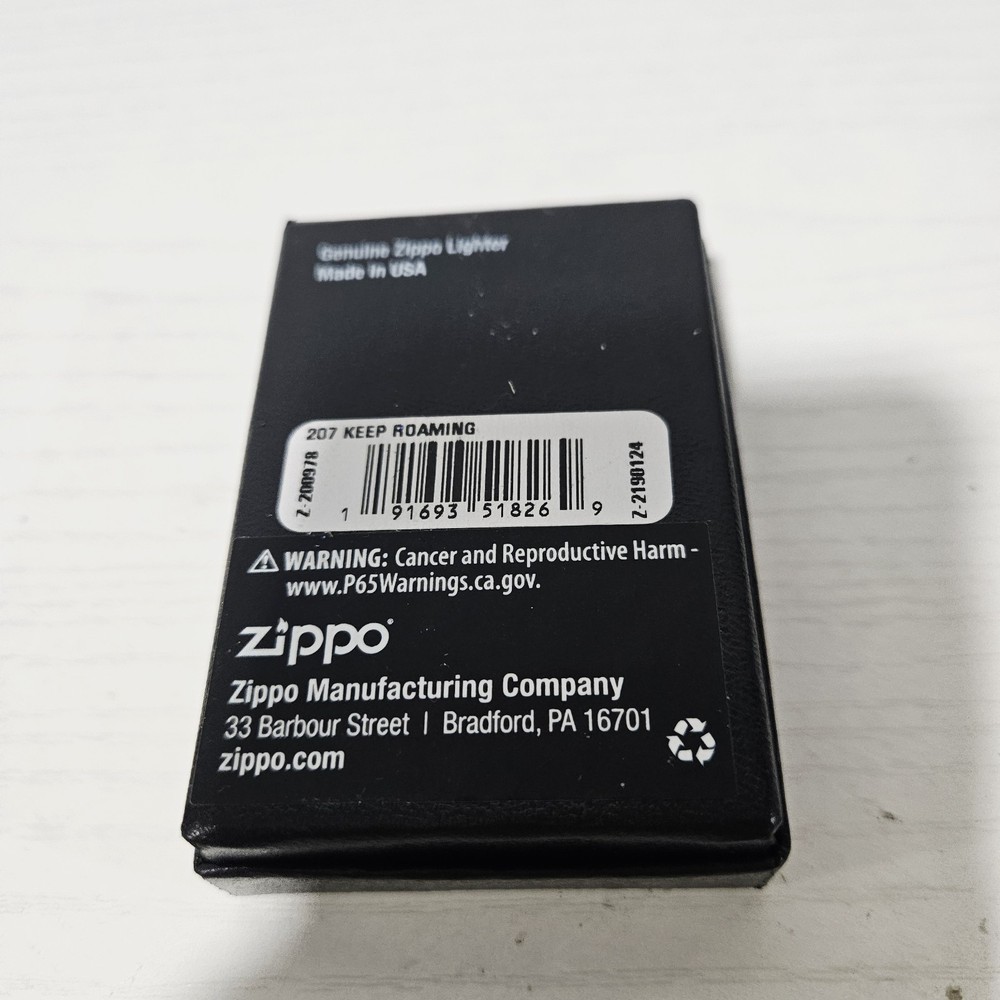 Genuine Zippo Lighter
Made In USA
207 KEEP ROAMING
Z-200978
1 91693 51826 9
Z-2190124
WARNING: Cancer and Reproductive Harm -
www.P65Warnings.ca.gov.
zippo
Zippo Manufacturing Company
33 Barbour Street | Bradford, PA 16701
zippo.com